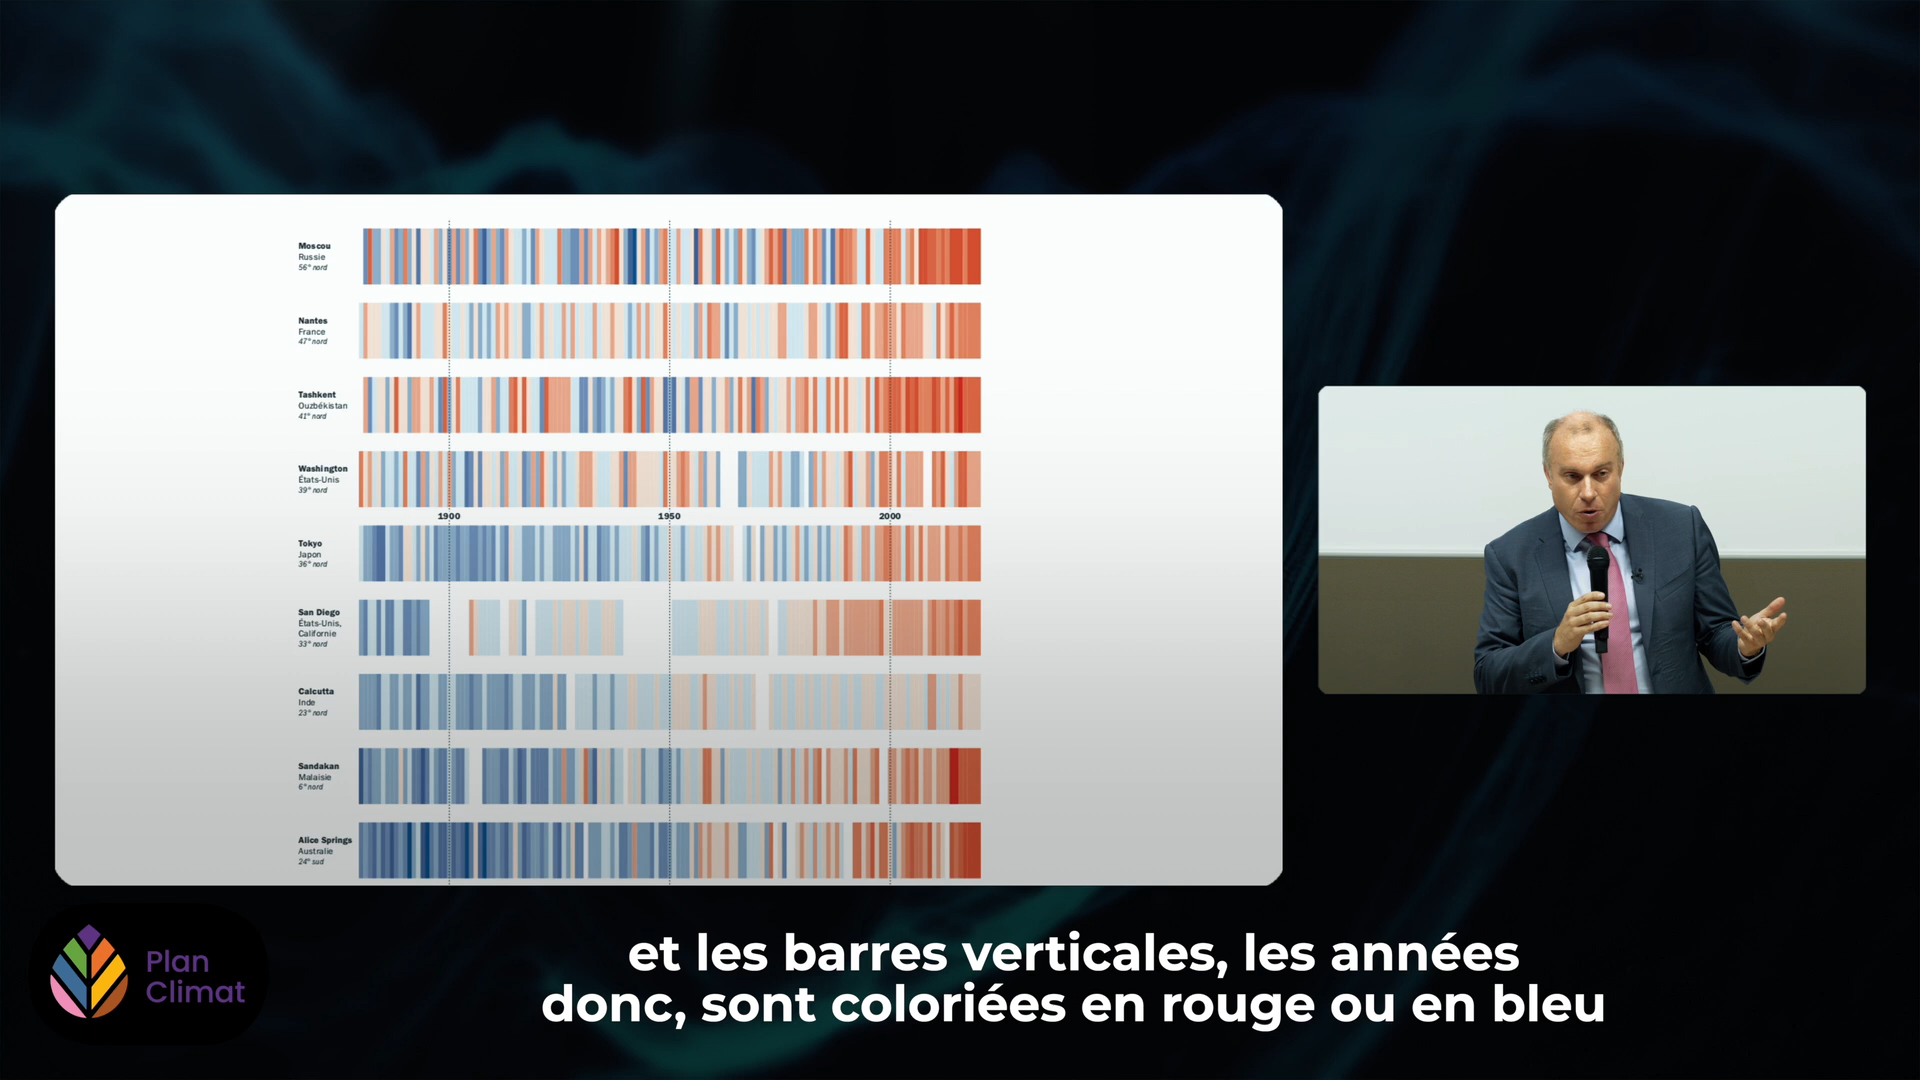 Moscou
Russie
56° nord
Nantes
France
47° nord
Tashkent
Ouzbékistan
41° nord
Washington
États-Unis
39° nord
1900 1950 2000
Tokyo
Japon
36° nord
San Diego
États-Unis,
Californie
33° nord
Calcutta
Inde
23° nord
Sandakan
Malaisie
6° nord
Alice Springs
Australie
24° sud
Plan
Climat
et les barres verticales, les années
donc, sont coloriées en rouge ou en bleu